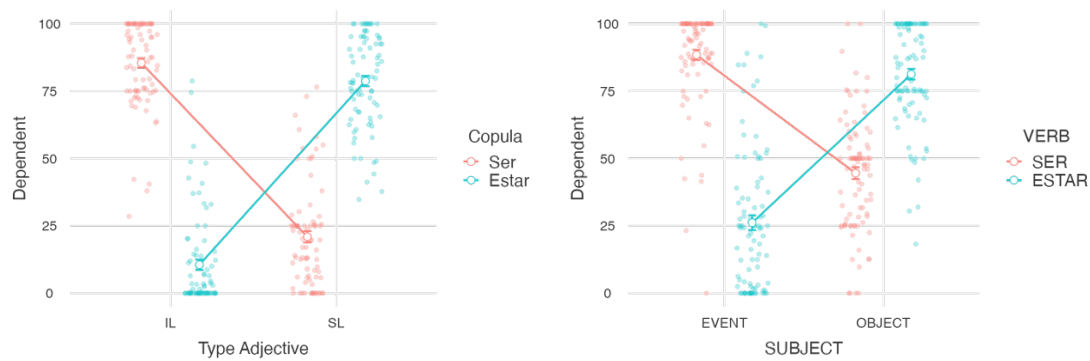 100
75
50
25
0
Dependent
IL
SL
Type Adjective
Copula
Ser
Estar
100
75
50
25
0
Dependent
EVENT
OBJECT
SUBJECT
VERB
SER
ESTAR